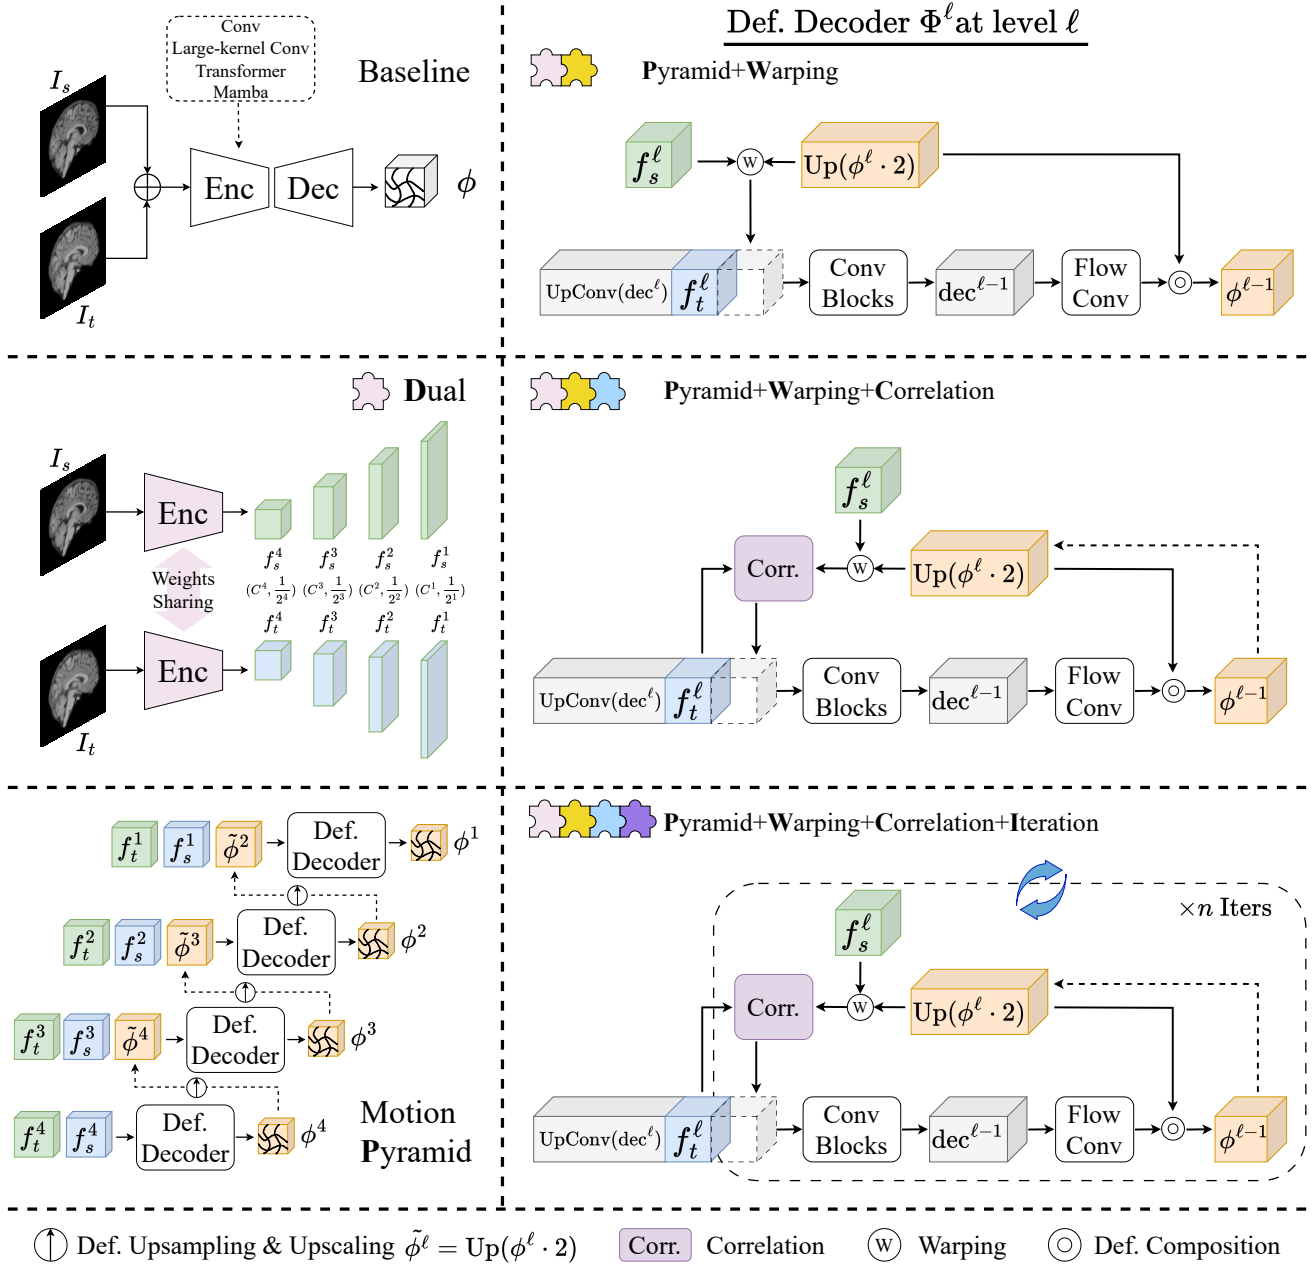 Conv
Large-kernel Conv
Transformer
Mamba
Baseline
I_s
Enc
Dec
ϕ
I_t
Def. Decoder Φ^ℓ at level ℓ
Pyramid+Warping
f_s^ℓ
W
Up(ϕ^ℓ · 2)
UpConv(dec^ℓ)
f_t^ℓ
Conv
Blocks
dec^{ℓ−1}
Flow
Conv
ϕ^{ℓ−1}
Dual
I_s
Enc
f_s^4 f_s^3 f_s^2 f_s^1
Weights
Sharing
(C^4, 1/2^4) (C^3, 1/2^3) (C^2, 1/2^2) (C^1, 1/2^1)
f_t^4 f_t^3 f_t^2 f_t^1
Enc
I_t
Pyramid+Warping+Correlation
f_s^ℓ
Corr.
W
Up(ϕ^ℓ · 2)
UpConv(dec^ℓ)
f_t^ℓ
Conv
Blocks
dec^{ℓ−1}
Flow
Conv
ϕ^{ℓ−1}
f_t^1 f_s^1 ϕ̃^2
Def.
Decoder
ϕ^1
f_t^2 f_s^2 ϕ̃^3
Def.
Decoder
ϕ^2
f_t^3 f_s^3 ϕ̃^4
Def.
Decoder
ϕ^3
f_t^4 f_s^4
Def.
Decoder
ϕ^4
Motion
Pyramid
Pyramid+Warping+Correlation+Iteration
×n Iters
f_s^ℓ
Corr.
W
Up(ϕ^ℓ · 2)
UpConv(dec^ℓ)
f_t^ℓ
Conv
Blocks
dec^{ℓ−1}
Flow
Conv
ϕ^{ℓ−1}
Def. Upsampling & Upscaling ϕ̃^ℓ = Up(ϕ^ℓ · 2)
Corr. Correlation
W Warping
Def. Composition